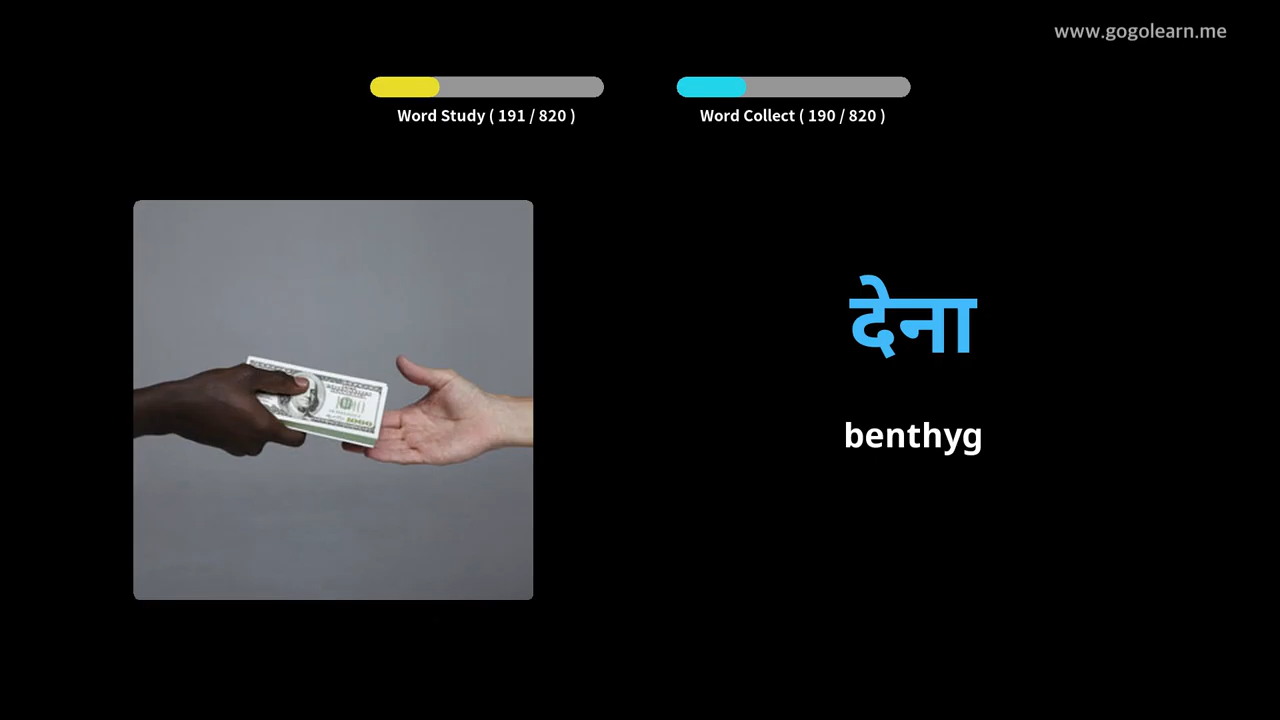 www.gogolearn.me
Word Study ( 191 / 820 )
Word Collect ( 190 / 820 )
देना
benthyg